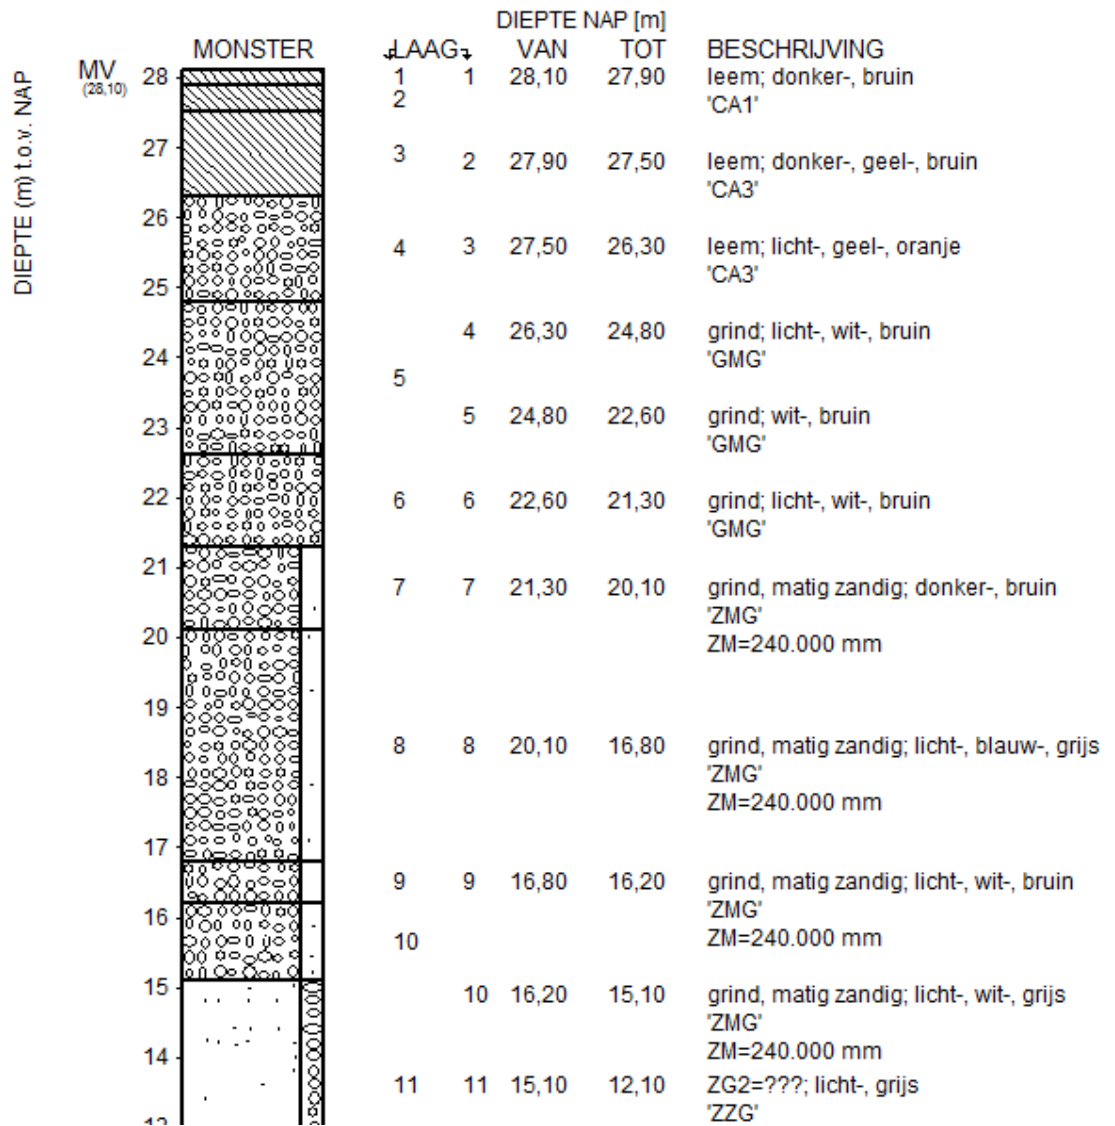 DIEPTE NAP [m]
MONSTER LAAG VAN TOT BESCHRIJVING
DIEPTE (m) t.o.v. NAP
MV
(28,10)
28
27
26
25
24
23
22
21
20
19
18
17
16
15
14
1
2
3
4
5
6
7
8
9
10
11
1 28,10 27,90 leem; donker-, bruin
'CA1'
2 27,90 27,50 leem; donker-, geel-, bruin
'CA3'
3 27,50 26,30 leem; licht-, geel-, oranje
'CA3'
4 26,30 24,80 grind; licht-, wit-, bruin
'GMG'
5 24,80 22,60 grind; wit-, bruin
'GMG'
6 22,60 21,30 grind; licht-, wit-, bruin
'GMG'
7 21,30 20,10 grind, matig zandig; donker-, bruin
'ZMG'
ZM=240.000 mm
8 20,10 16,80 grind, matig zandig; licht-, blauw-, grijs
'ZMG'
ZM=240.000 mm
9 16,80 16,20 grind, matig zandig; licht-, wit-, bruin
'ZMG'
ZM=240.000 mm
10 16,20 15,10 grind, matig zandig; licht-, wit-, grijs
'ZMG'
ZM=240.000 mm
11 15,10 12,10 ZG2=???; licht-, grijs
'ZZG'